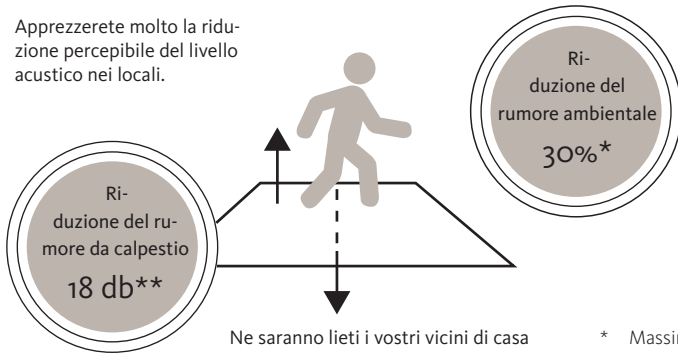 Apprezzerete molto la ridu-
zione percepibile del livello
acustico nei locali.
Ri-
duzione del
rumore ambientale
30%*
Ri-
duzione del ru-
more da calpestio
18 db**
Ne saranno lieti i vostri vicini di casa
*